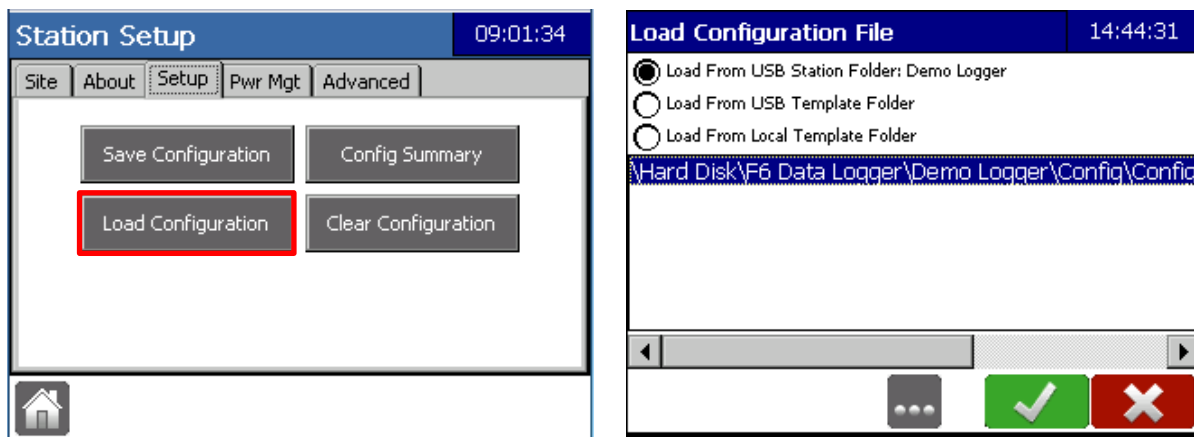 Station Setup 09:01:34
Site About Setup Pwr Mgt Advanced
Save Configuration Config Summary
Load Configuration Clear Configuration
Load Configuration File 14:44:31
Load From USB Station Folder: Demo Logger
Load From USB Template Folder
Load From Local Template Folder
\Hard Disk\F6 Data Logger\Demo Logger\Config\Config